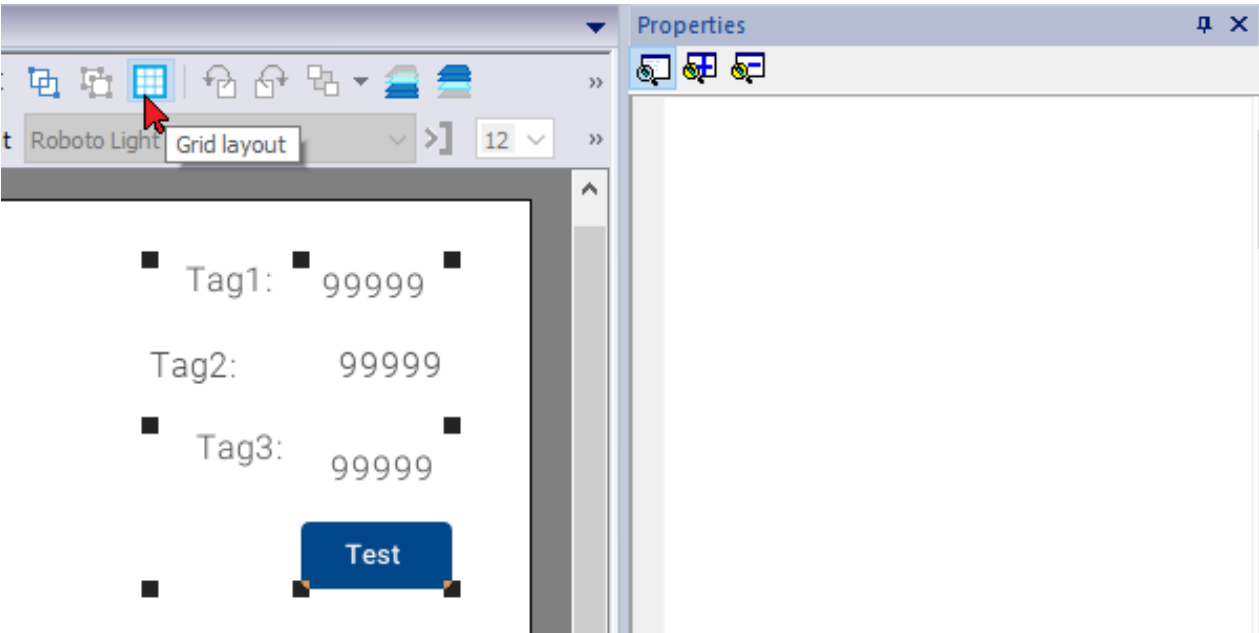 Properties
t Roboto Light 12
Grid layout
Tag1: 99999
Tag2: 99999
Tag3: 99999
Test